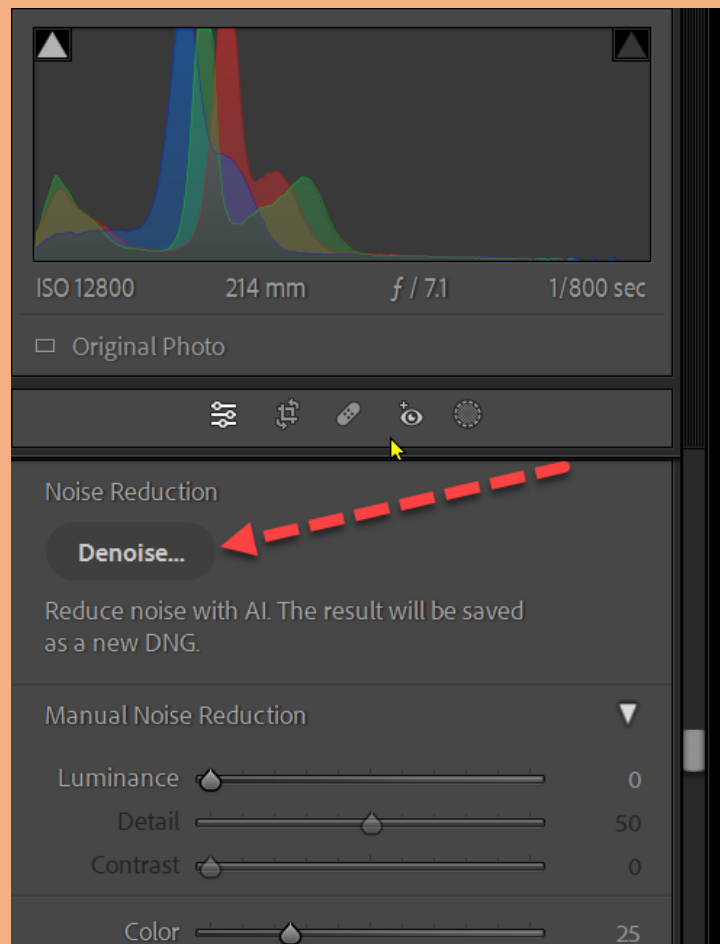 ISO 12800 214 mm ƒ / 7.1 1/800 sec
Original Photo
Noise Reduction
Denoise...
Reduce noise with AI. The result will be saved
as a new DNG.
Manual Noise Reduction
Luminance 0
Detail 50
Contrast 0
Color 25